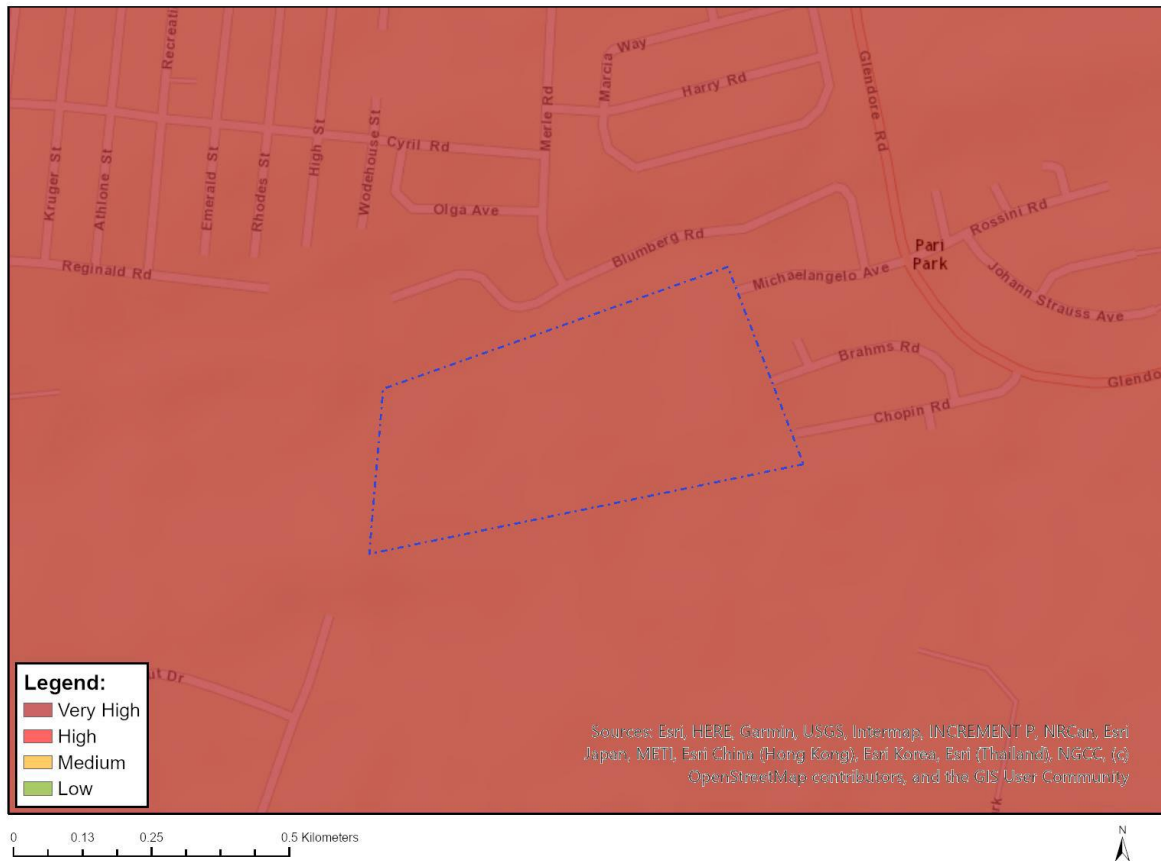 Recreati
Marcia Way
Harry Rd
Glendore Rd
Merle Rd
Cyril Rd
Kruger St
Athlone St
Emerald St
Rhodes St
High St
Wodehouse St
Olga Ave
Reginald Rd
Blumberg Rd
Pari
Park
Rossini Rd
Michaelangelo Ave
Johann Strauss Ave
Brahms Rd
Glendo
Chopin Rd
ut Dr
rk
Legend:
Very High
High
Medium
Low
Sources: Esri, HERE, Garmin, USGS, Intermap, INCREMENT P, NRCan, Esri
Japan, METI, Esri China (Hong Kong), Esri Korea, Esri (Thailand), NGCC, (c)
OpenStreetMap contributors, and the GIS User Community
0 0.13 0.25 0.5 Kilometers
N